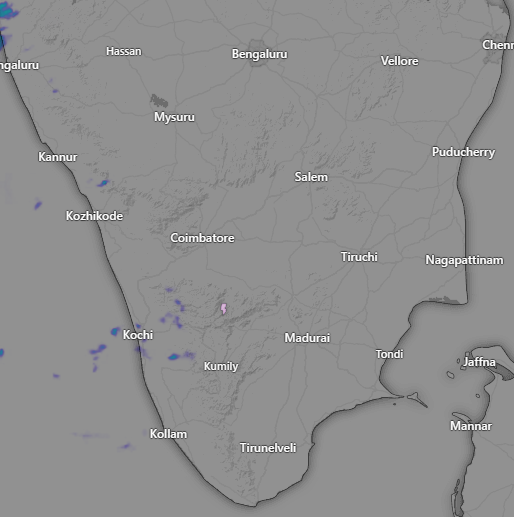 Hassan
Bengaluru
Chenn
Vellore
ngaluru
Mysuru
Kannur
Puducherry
Salem
Kozhikode
Coimbatore
Tiruchi
Nagapattinam
Kochi
Madurai
Tondi
Kumily
Jaffna
Mannar
Kollam
Tirunelveli